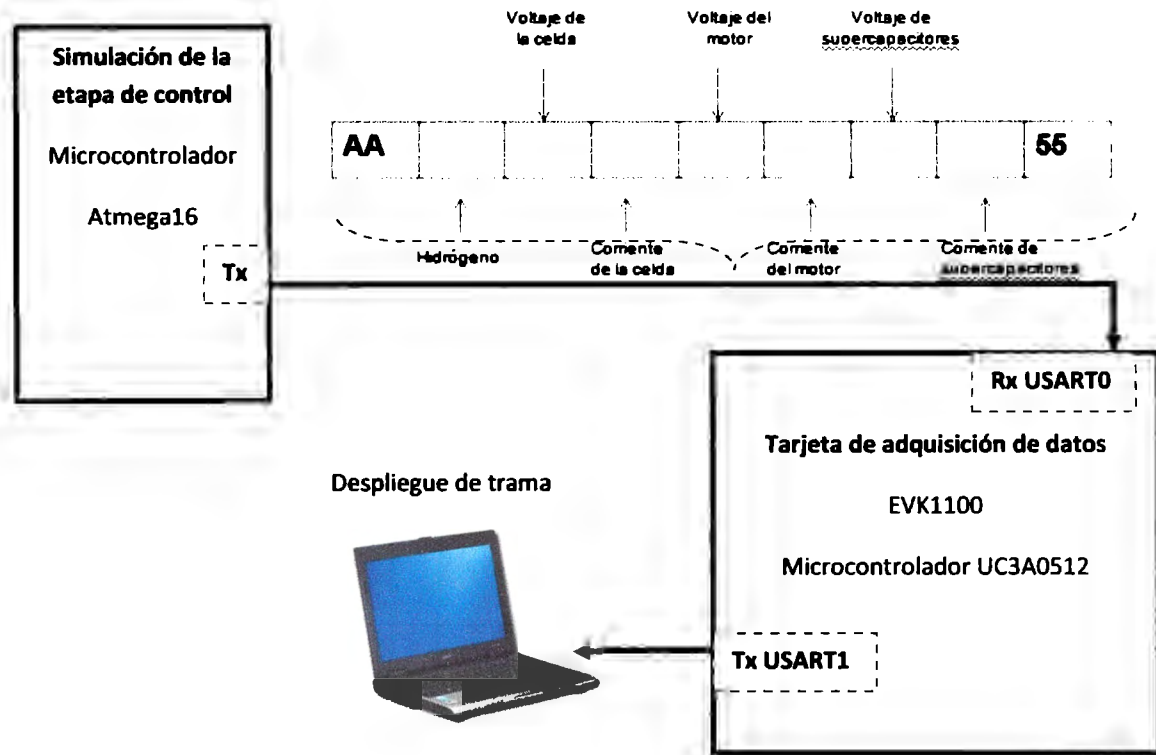 Simulación de la
etapa de control
Microcontrolador
Atmega16
Tx
Voltaje de
la celda
Voltaje del
motor
Voltaje de
supercapacitores
AA
55
Hidrógeno
Corriente
de la celda
Corriente
del motor
Corriente de
supercapacitores
Rx USART0
Tarjeta de adquisición de datos
EVK1100
Microcontrolador UC3A0512
Tx USART1
Despliegue de trama